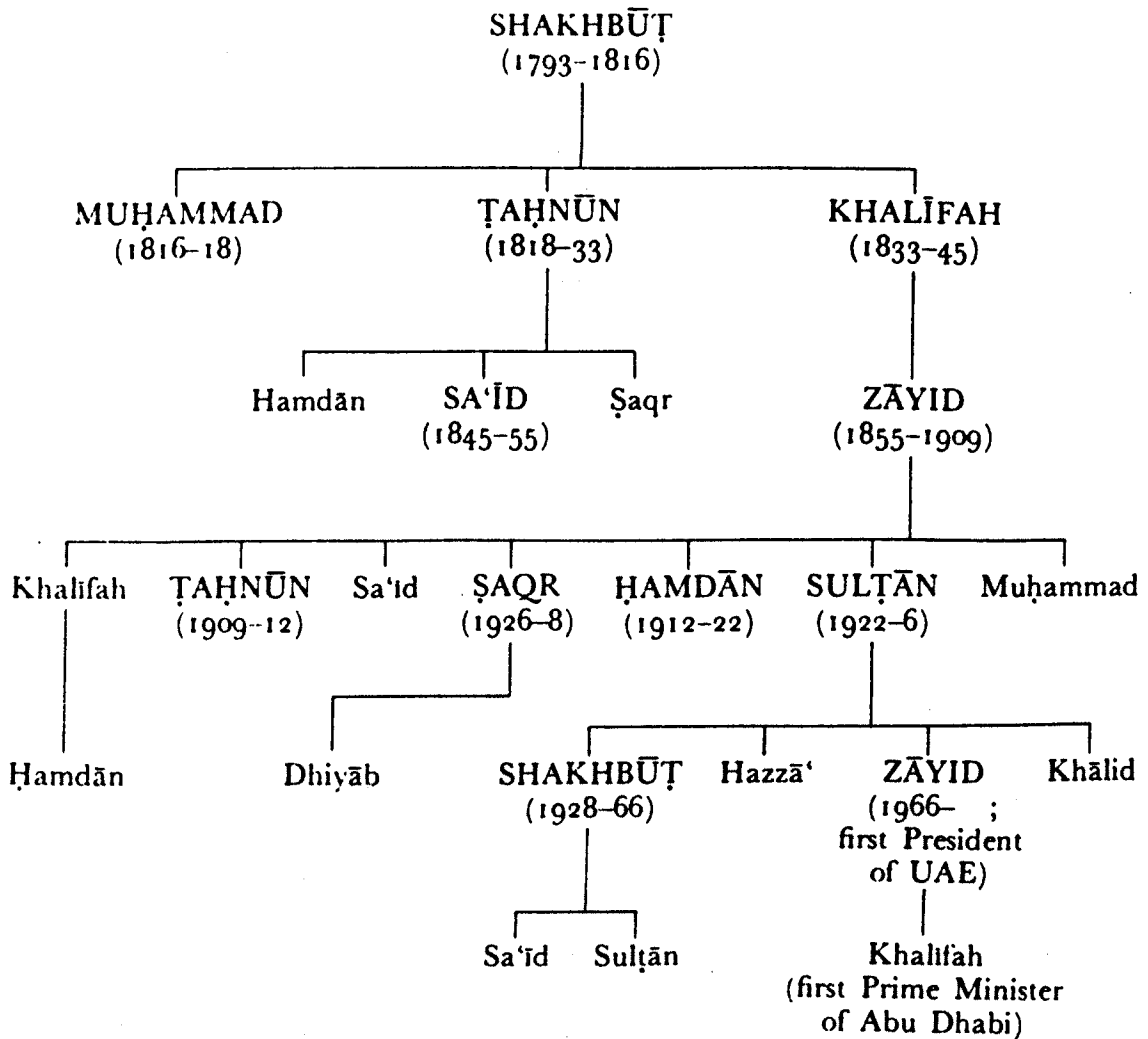 SHAKHBŪṬ
(1793–1816)
MUḤAMMAD
(1816–18)
ṬAḤNŪN
(1818–33)
KHALĪFAH
(1833–45)
Hamdān
SA‘ĪD
(1845–55)
Ṣaqr
ZĀYID
(1855–1909)
Khalīfah
ṬAḤNŪN
(1909–12)
Sa‘īd
ṢAQR
(1926–8)
ḤAMDĀN
(1912–22)
SULṬĀN
(1922–6)
Muḥammad
Ḥamdān
Dhiyāb
SHAKHBŪṬ
(1928–66)
Hazzā‘
ZĀYID
(1966– ;
first President
of UAE)
Khālid
Sa‘īd
Sulṭān
Khalīfah
(first Prime Minister
of Abu Dhabi)